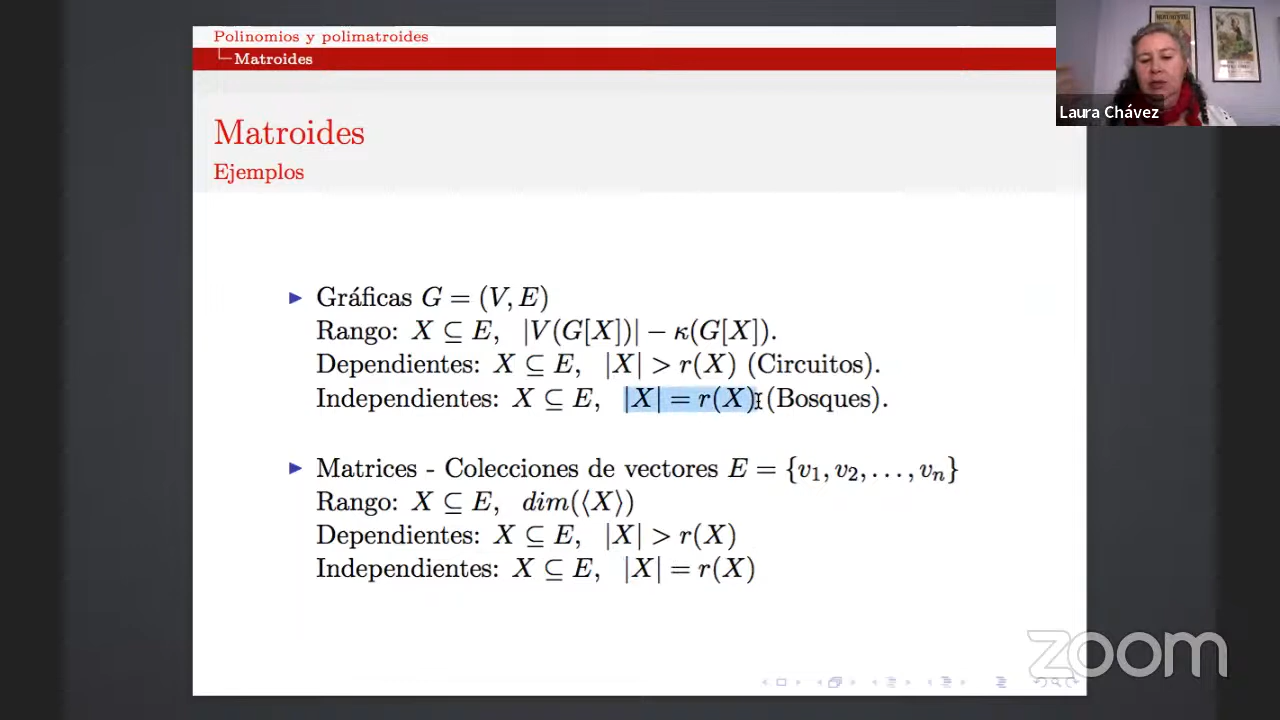 Polinomios y polimatroides
Matroides
Laura Chávez
Matroides
Ejemplos
Gráficas G = (V, E)
Rango: X ⊆ E, |V(G[X])| − κ(G[X]).
Dependientes: X ⊆ E, |X| > r(X) (Circuitos).
Independientes: X ⊆ E, |X| = r(X) (Bosques).
Matrices - Colecciones de vectores E = {v₁, v₂, . . . , vₙ}
Rango: X ⊆ E, dim(⟨X⟩)
Dependientes: X ⊆ E, |X| > r(X)
Independientes: X ⊆ E, |X| = r(X)
zoom